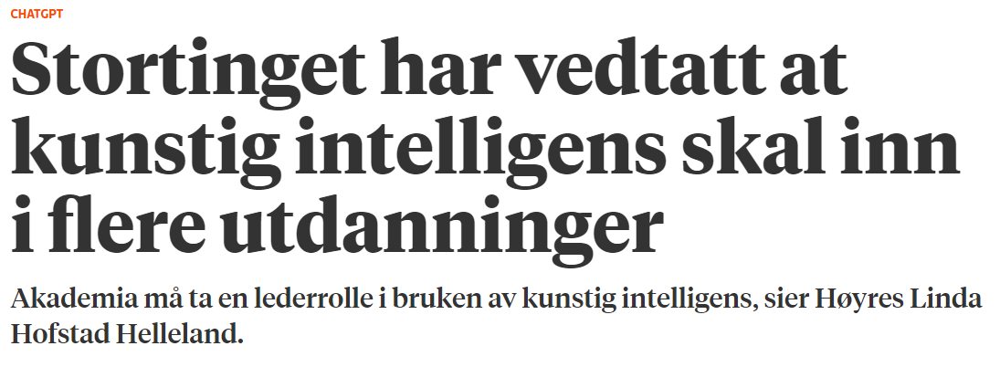 CHATGPT
Stortinget har vedtatt at
kunstig intelligens skal inn
i flere utdanninger
Akademia må ta en lederrolle i bruken av kunstig intelligens, sier Høyres Linda
Hofstad Helleland.